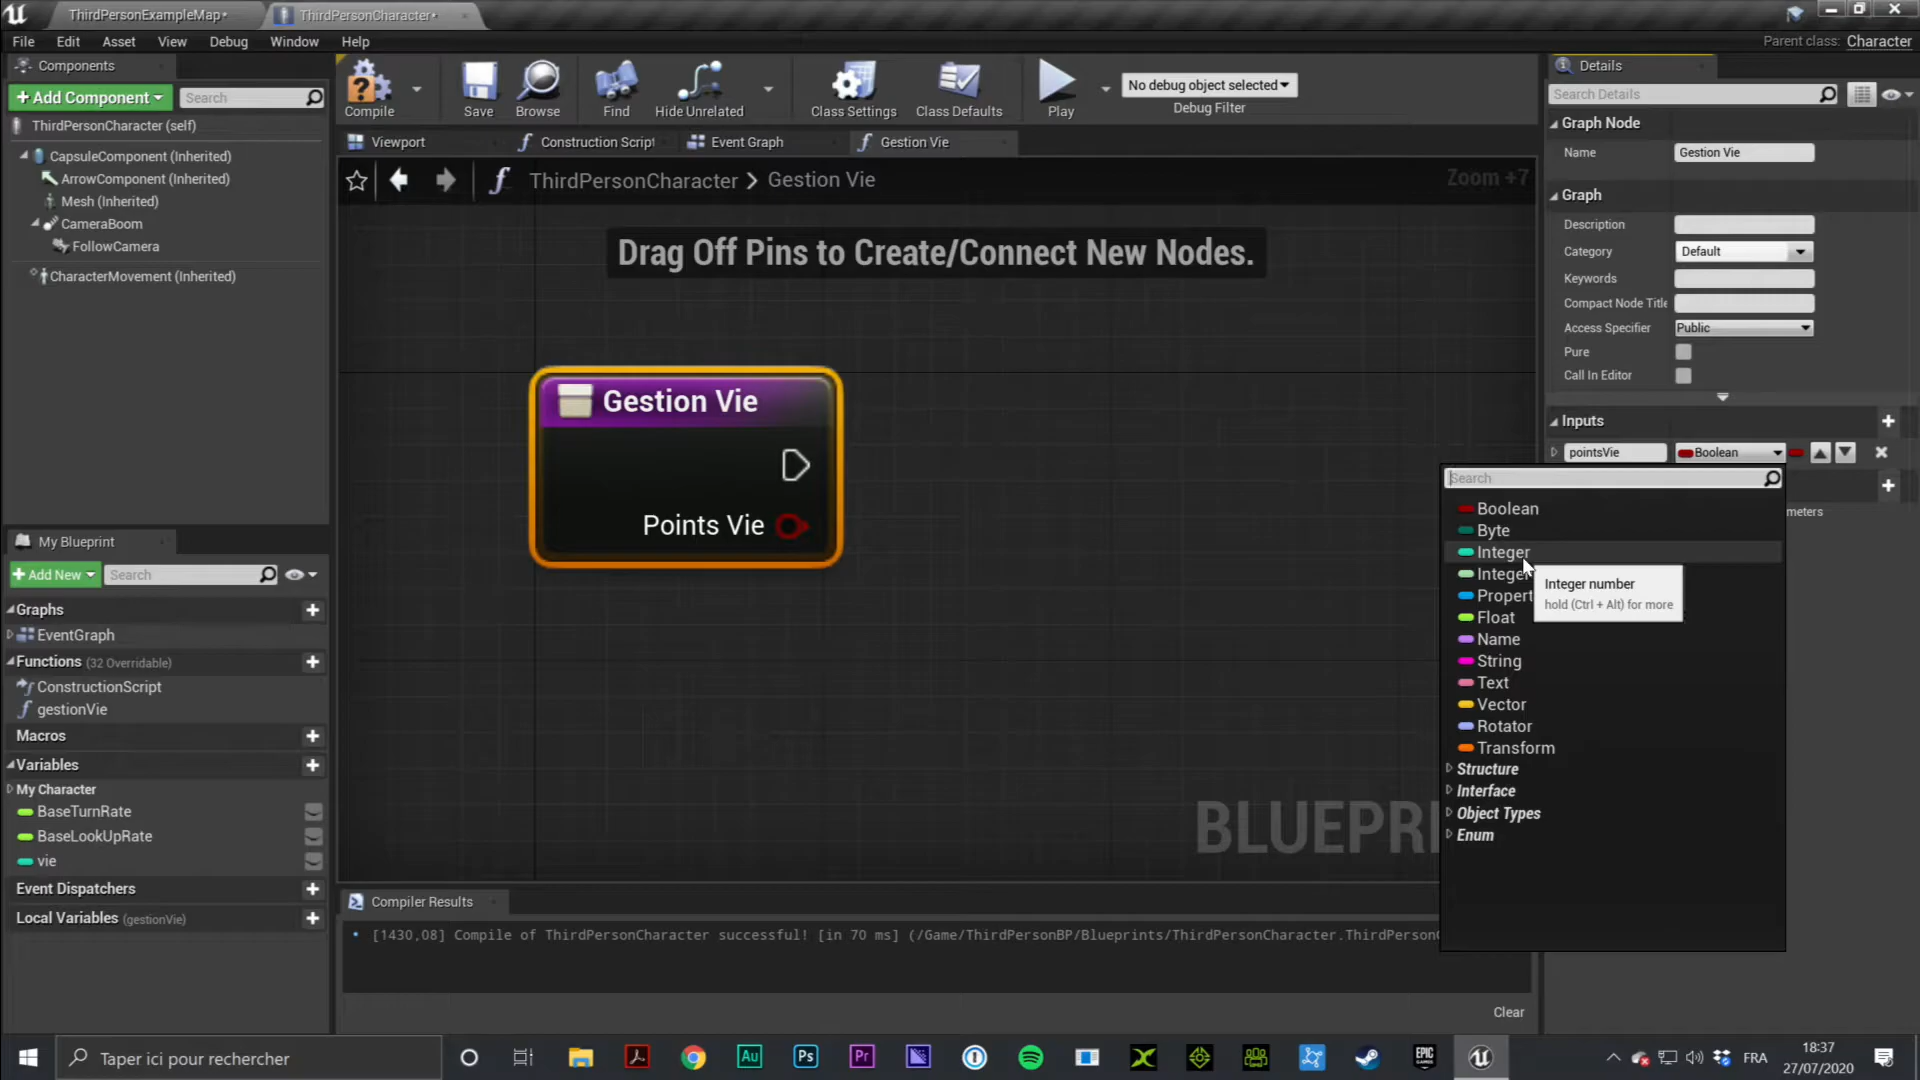 ThirdPersonExampleMap*
ThirdPersonCharacter*
File Edit Asset View Debug Window Help
Parent class: Character
Components
+ Add Component
Search
ThirdPersonCharacter (self)
CapsuleComponent (Inherited)
ArrowComponent (Inherited)
Mesh (Inherited)
CameraBoom
FollowCamera
CharacterMovement (Inherited)
My Blueprint
+ Add New
Search
Graphs
EventGraph
Functions (32 Overridable)
ConstructionScript
gestionVie
Macros
Variables
My Character
BaseTurnRate
BaseLookUpRate
vie
Event Dispatchers
Local Variables (gestionVie)
Compile
Save
Browse
Find
Hide Unrelated
Class Settings
Class Defaults
Play
No debug object selected
Debug Filter
Viewport
Construction Script
Event Graph
Gestion Vie
ThirdPersonCharacter > Gestion Vie
Zoom +7
Drag Off Pins to Create/Connect New Nodes.
Gestion Vie
Points Vie
BLUEPRI
Compiler Results
[1430,08] Compile of ThirdPersonCharacter successful! [in 70 ms] (/Game/ThirdPersonBP/Blueprints/ThirdPersonCharacter.ThirdPersonC
Clear
Details
Search Details
Graph Node
Name Gestion Vie
Graph
Description
Category Default
Keywords
Compact Node Title
Access Specifier Public
Pure
Call In Editor
Inputs
pointsVie Boolean
Search
Boolean
Byte
Integer
Integer
Propert
Float
Name
String
Text
Vector
Rotator
Transform
Structure
Interface
Object Types
Enum
Integer number
hold (Ctrl + Alt) for more
meters
Taper ici pour rechercher
Au
Ps
Pr
EPIC GAMES
FRA
18:37
27/07/2020